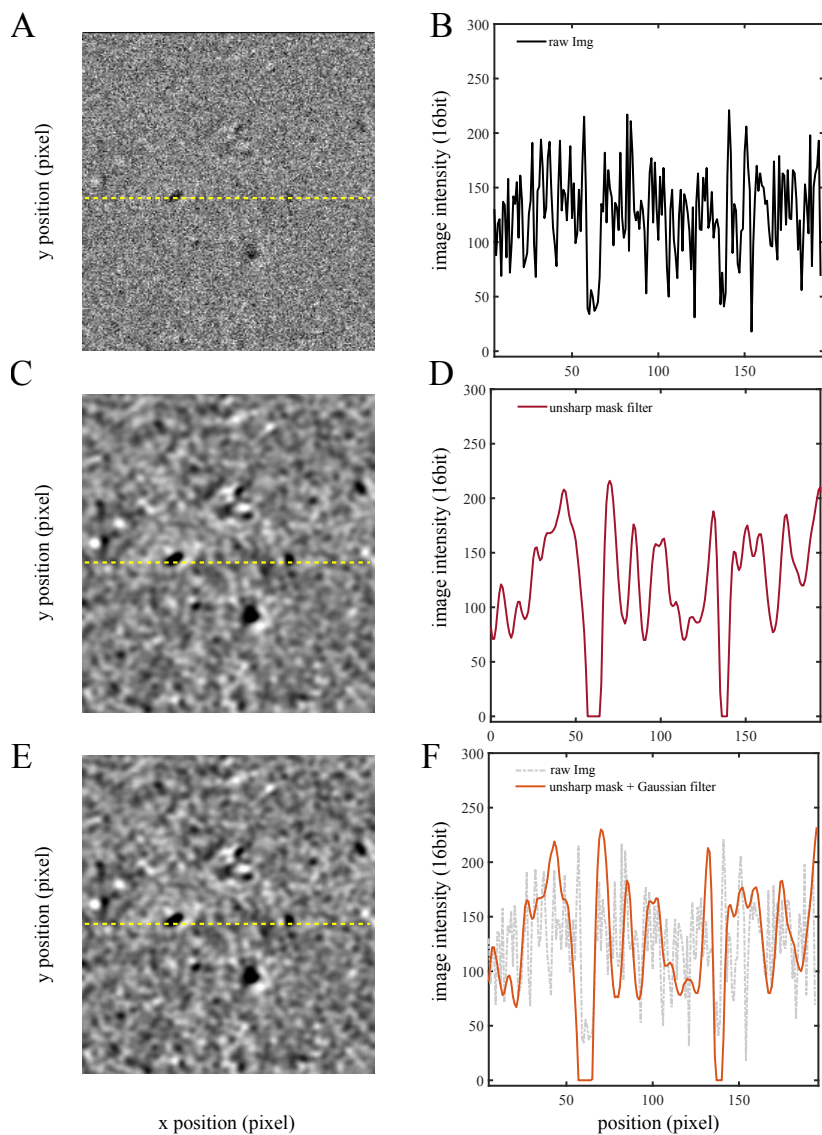 A
B
y position (pixel)
image intensity (16bit)
raw Img
300
250
200
150
100
50
0
50
100
150
C
D
y position (pixel)
image intensity (16bit)
unsharp mask filter
300
250
200
150
100
50
0
0
50
100
150
E
F
y position (pixel)
image intensity (16bit)
raw Img
unsharp mask + Gaussian filter
300
250
200
150
100
50
0
50
100
150
x position (pixel)
position (pixel)